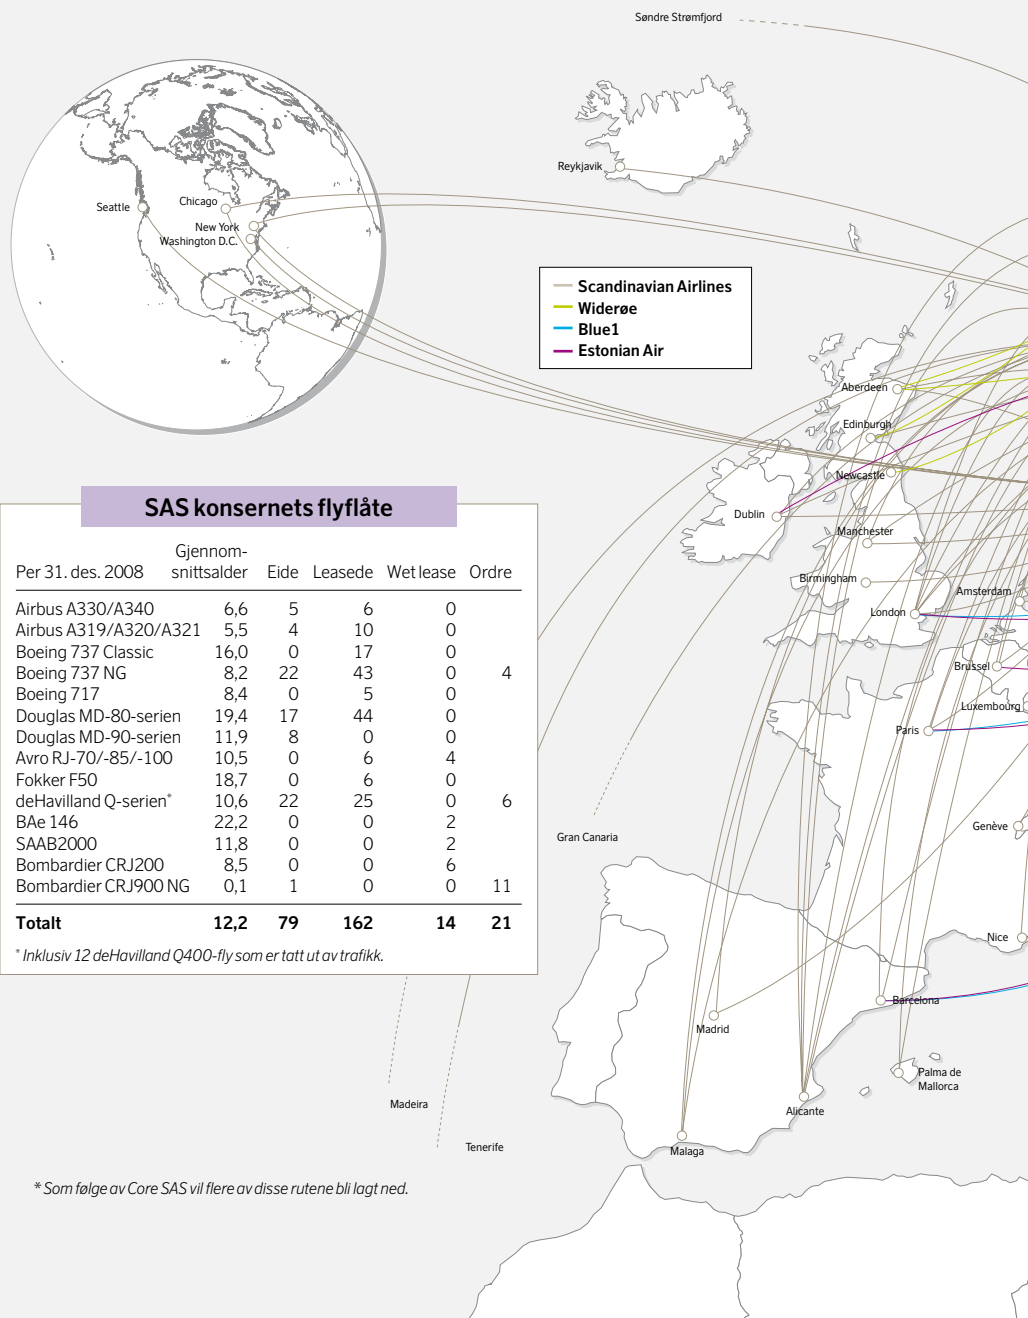 Søndre Strømfjord
Reykjavik
Seattle
Chicago
New York
Washington D.C.
Scandinavian Airlines
Widerøe
Blue1
Estonian Air
Aberdeen
Edinburgh
Newcastle
Dublin
Manchester
Birmingham
Amsterdam
London
Brüssel
Luxembourg
Paris
Genève
Gran Canaria
Nice
Barcelona
Madrid
Palma de
Mallorca
Alicante
Malaga
Madeira
Tenerife
SAS konsernets flyflåte
Gjennom-
Per 31. des. 2008 snittsalder Eide Leasede Wet lease Ordre
Airbus A330/A340 6,6 5 6 0
Airbus A319/A320/A321 5,5 4 10 0
Boeing 737 Classic 16,0 0 17 0
Boeing 737 NG 8,2 22 43 0 4
Boeing 717 8,4 0 5 0
Douglas MD-80-serien 19,4 17 44 0
Douglas MD-90-serien 11,9 8 0 0
Avro RJ-70/-85/-100 10,5 0 6 4
Fokker F50 18,7 0 6 0
deHavilland Q-serien* 10,6 22 25 0 6
BAe 146 22,2 0 0 2
SAAB2000 11,8 0 0 2
Bombardier CRJ200 8,5 0 0 6
Bombardier CRJ900 NG 0,1 1 0 0 11
Totalt 12,2 79 162 14 21
* Inklusiv 12 deHavilland Q400-fly som er tatt ut av trafikk.
* Som følge av Core SAS vil flere av disse rutene bli lagt ned.